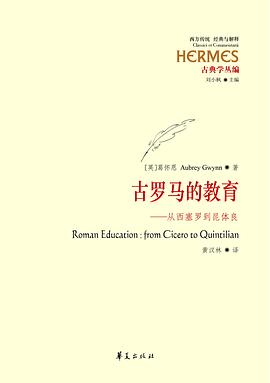 西方传统 经典与解释
Classici et Commentarii
HERMES
古典学丛编
刘小枫 ● 主编
[英]葛怀恩 Aubrey Gwynn ● 著
古罗马的教育
——从西塞罗到昆体良
Roman Education : from Cicero to Quintilian
黄汉林 ● 译
华夏出版社